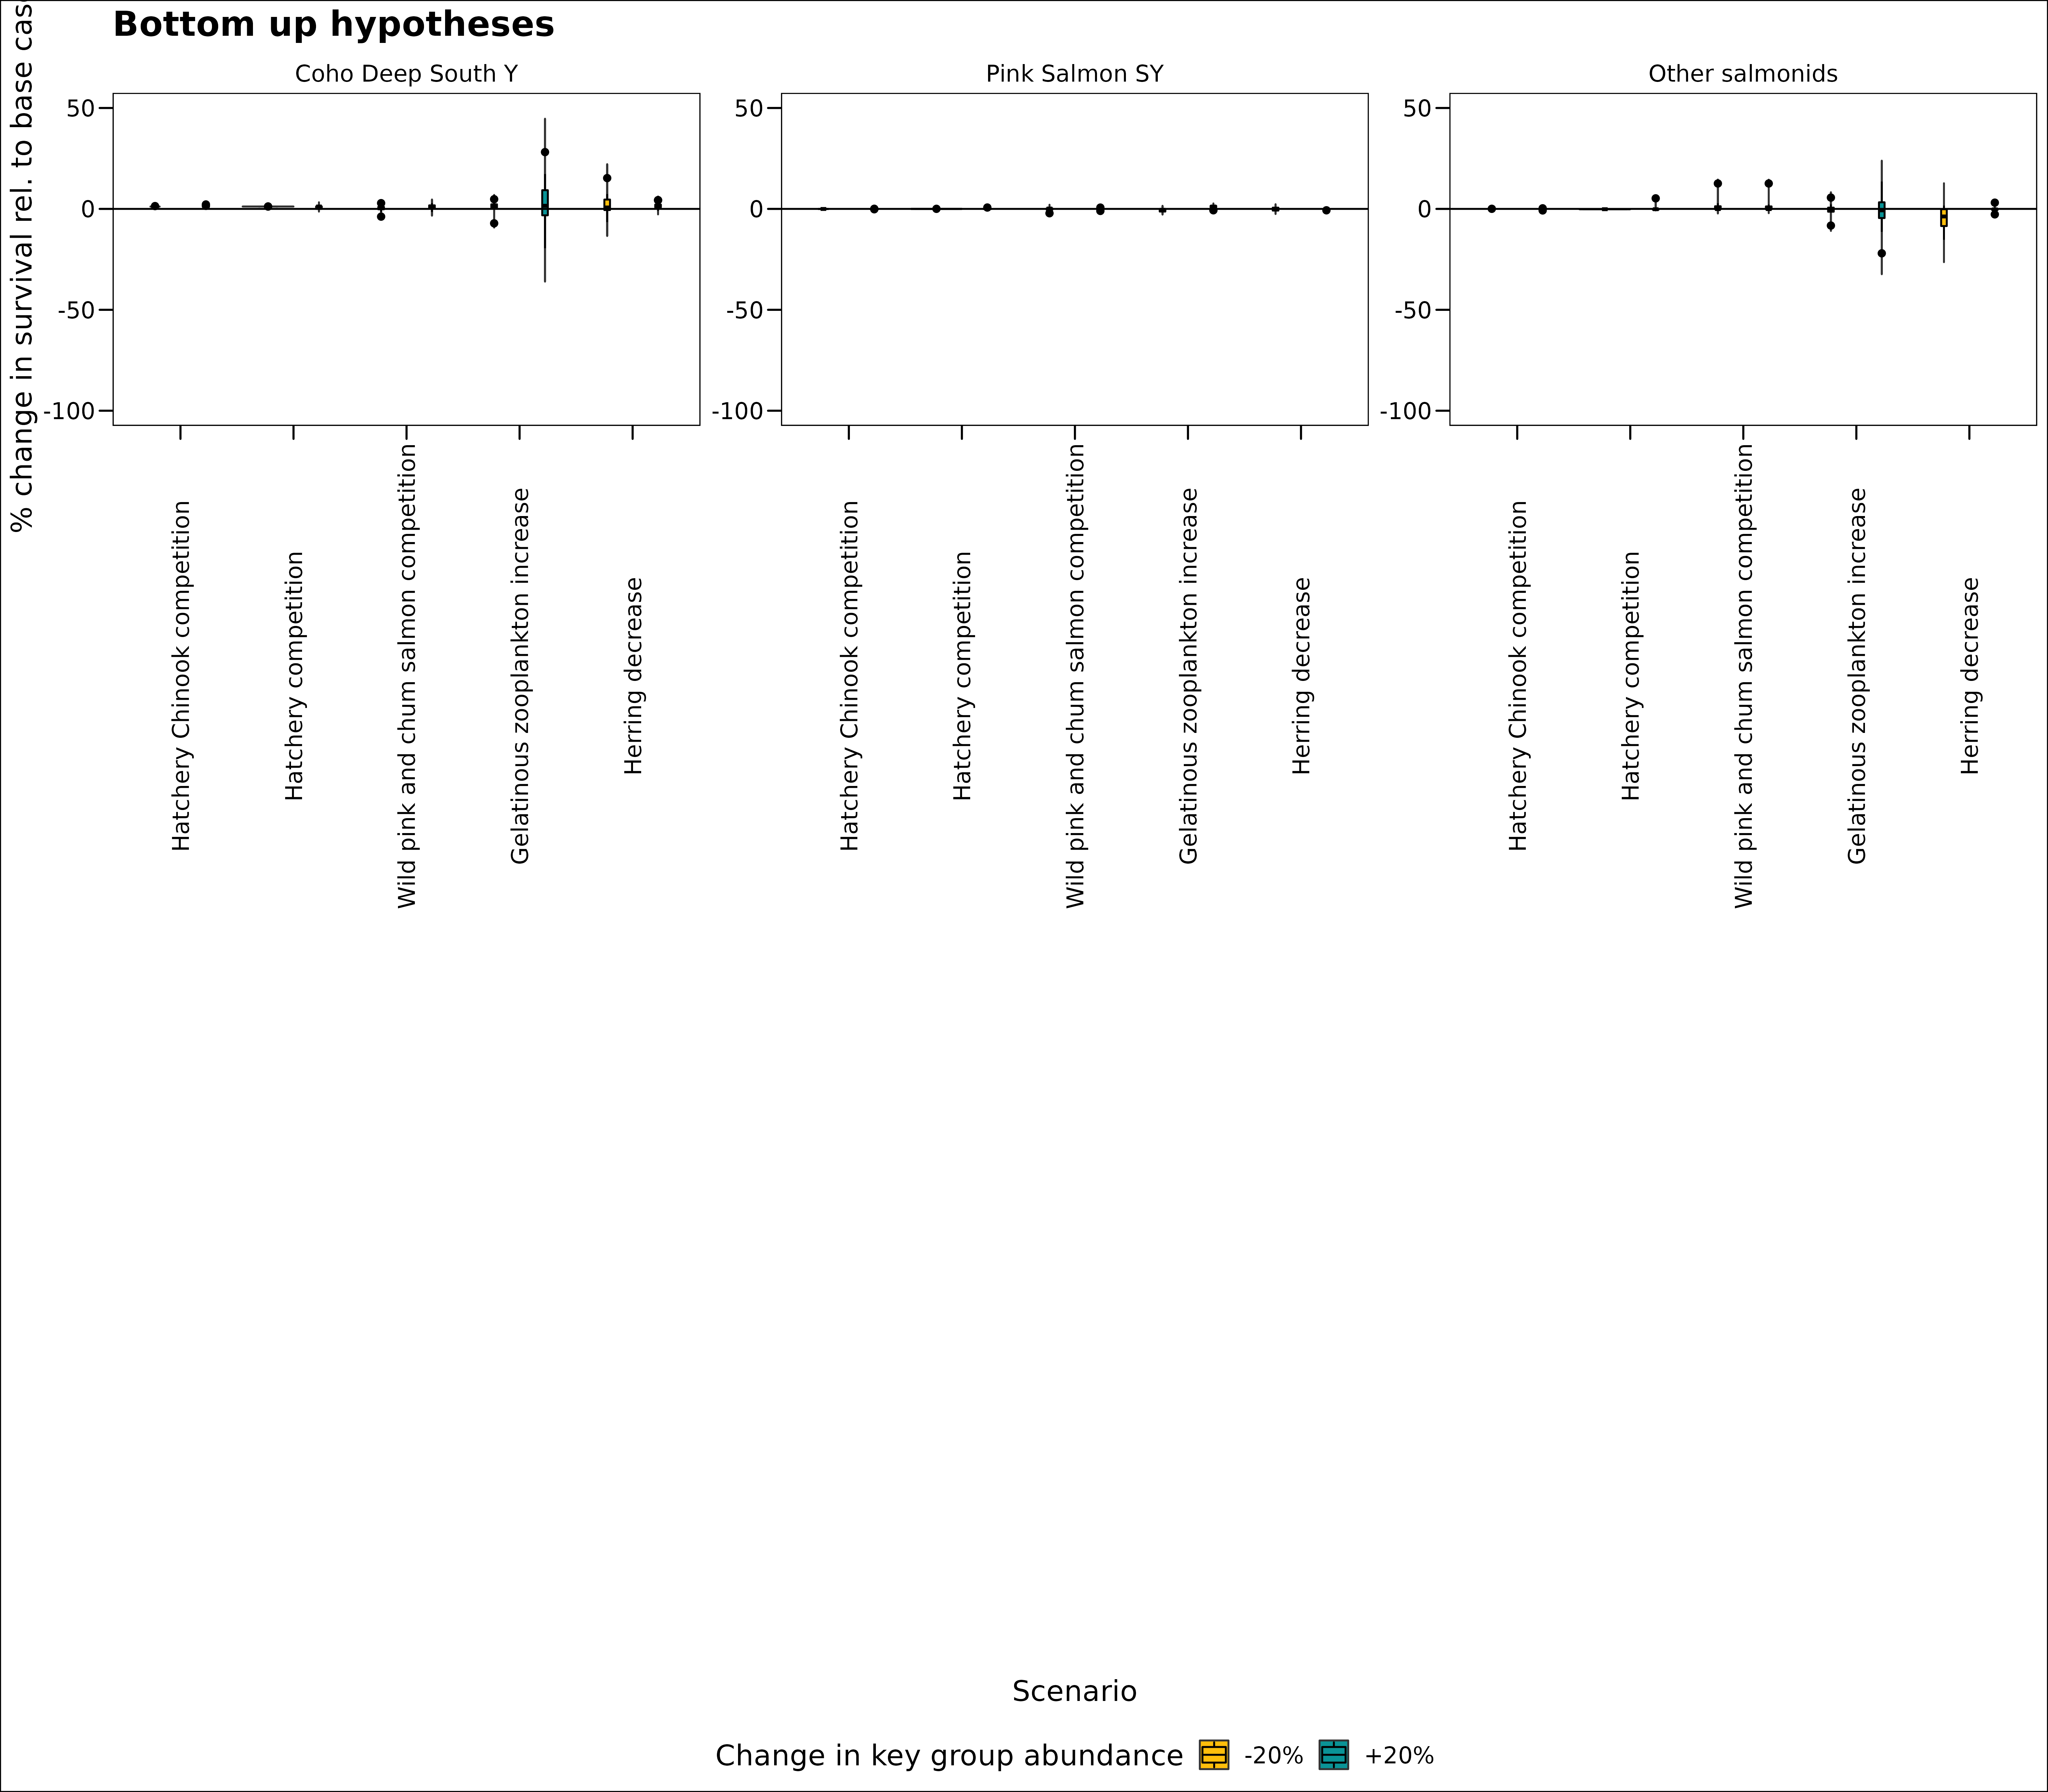 Bottom up hypotheses
Coho Deep South Y
Pink Salmon SY
Other salmonids
% change in survival rel. to base
50
0
-50
-100
50
0
-50
-100
50
0
-50
-100
Hatchery Chinook competition
Hatchery competition
Wild pink and chum salmon competition
Gelatinous zooplankton increase
Herring decrease
Hatchery Chinook competition
Hatchery competition
Wild pink and chum salmon competition
Gelatinous zooplankton increase
Herring decrease
Hatchery Chinook competition
Hatchery competition
Wild pink and chum salmon competition
Gelatinous zooplankton increase
Herring decrease
Scenario
Change in key group abundance -20% +20%